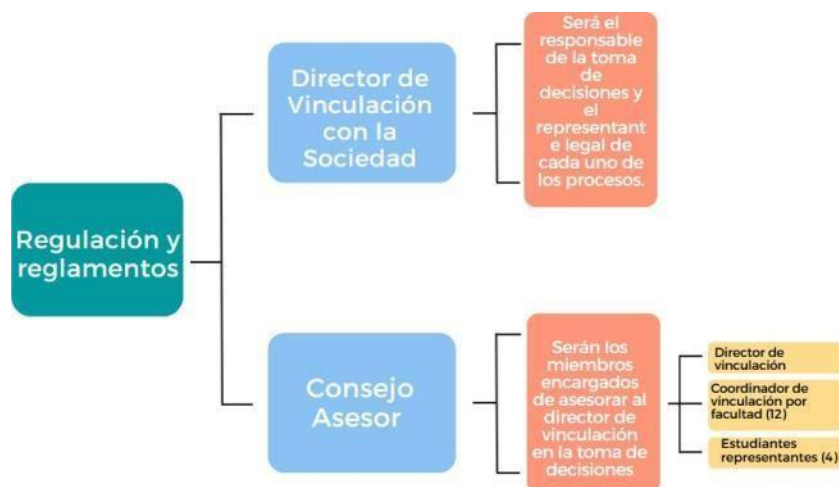 Regulación y
reglamentos
Director de
Vinculación
con la
Sociedad
Será el
responsable
de la toma
de
decisiones y
el
representant
e legal de
cada uno de
los procesos.
Consejo
Asesor
Serán los
miembros
encargados
de asesorar al
director de
vinculación
en la toma de
decisiones
Director de
vinculación
Coordinador de
vinculación por
facultad (12)
Estudiantes
representantes (4)